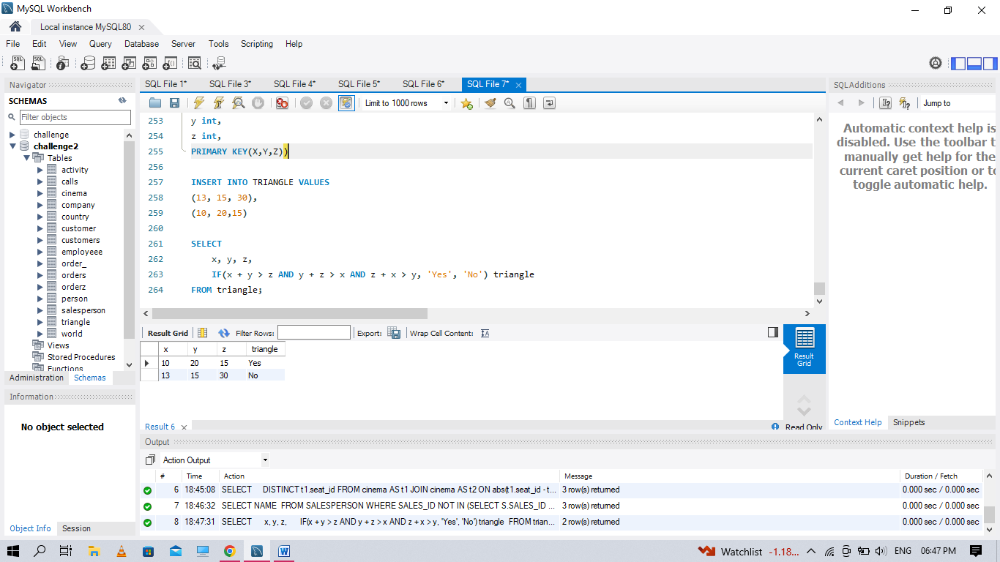 MySQL Workbench
Local instance MySQL80
File Edit View Query Database Server Tools Scripting Help
Navigator
SCHEMAS
Filter objects
challenge
challenge2
Tables
activity
calls
cinema
company
country
customer
customers
employeee
order_
orders
orderz
person
salesperson
triangle
world
Views
Stored Procedures
Functions
Administration Schemas
Information
No object selected
Object Info Session
SQL File 1* SQL File 3* SQL File 4* SQL File 5* SQL File 6* SQL File 7*
Limit to 1000 rows
253 y int,
254 z int,
255 PRIMARY KEY(X,Y,Z))
256
257 INSERT INTO TRIANGLE VALUES
258 (13, 15, 30),
259 (10, 20,15)
260
261 SELECT
262 x, y, z,
263 IF(x + y > z AND y + z > x AND z + x > y, 'Yes', 'No') triangle
264 FROM triangle;
Result Grid Filter Rows: Export: Wrap Cell Content:
x y z triangle
10 20 15 Yes
13 15 30 No
Result Grid
Result 6
Read Only
Output
Action Output
# Time Action Message Duration / Fetch
6 18:45:08 SELECT DISTINCT t1.seat_id FROM cinema AS t1 JOIN cinema AS t2 ON abs(t1.seat_id - t... 3 row(s) returned 0.000 sec / 0.000 sec
7 18:46:32 SELECT NAME FROM SALESPERSON WHERE SALES_ID NOT IN (SELECT S.SALES_ID ... 3 row(s) returned 0.000 sec / 0.000 sec
8 18:47:31 SELECT x, y, z, IF(x + y > z AND y + z > x AND z + x > y, 'Yes', 'No') triangle FROM trian... 2 row(s) returned 0.000 sec / 0.000 sec
SQLAdditions
Jump to
Automatic context help is
disabled. Use the toolbar t
manually get help for the
current caret position or to
toggle automatic help.
Context Help Snippets
Watchlist -1.18... ENG 06:47 PM